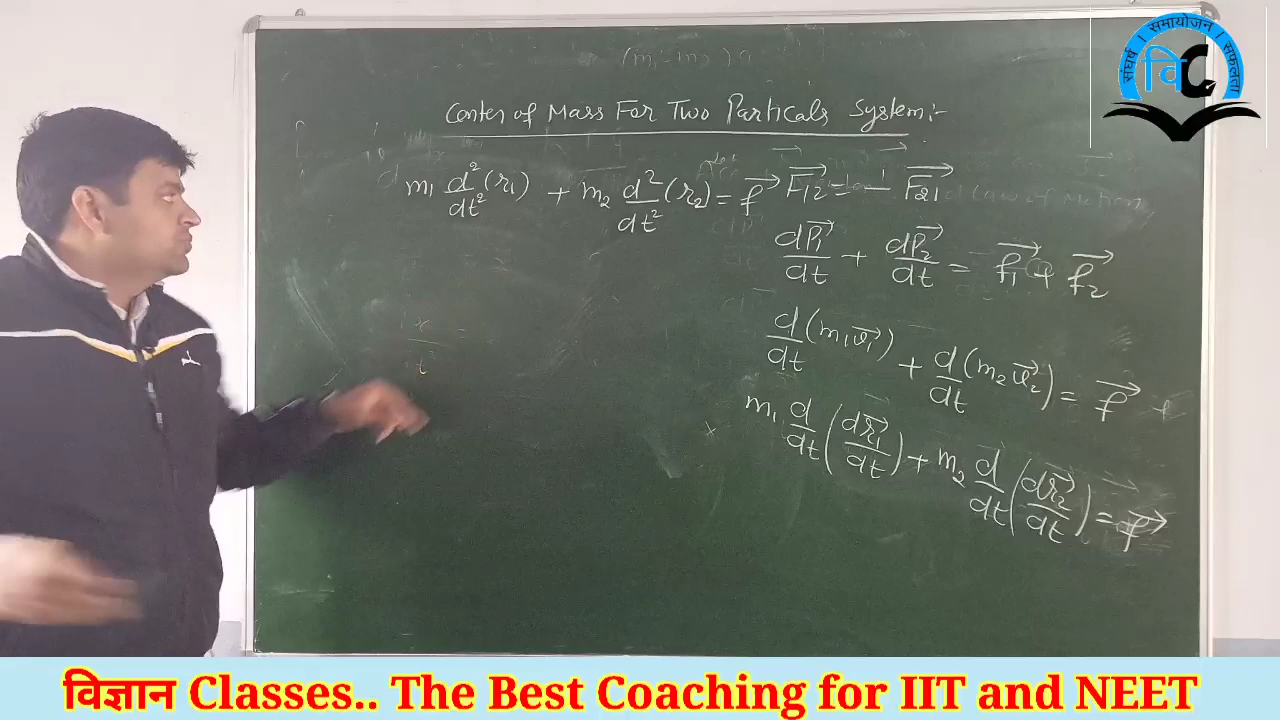 संघर्ष । समायोजन । सफलता
वि C
Center of Mass For Two Particals System:-
m₁ d²/dt² (r₁) + m₂ d²/dt² (r₂) = f⃗
F⃗₁₂ = - F⃗₂₁
dP⃗₁/dt + dP⃗₂/dt = f⃗₁ + f⃗₂
d/dt (m₁v⃗₁) + d/dt (m₂v⃗₂) = f⃗
m₁ d/dt (dr⃗₁/dt) + m₂ d/dt (dr⃗₂/dt) = f⃗
विज्ञान Classes.. The Best Coaching for IIT and NEET